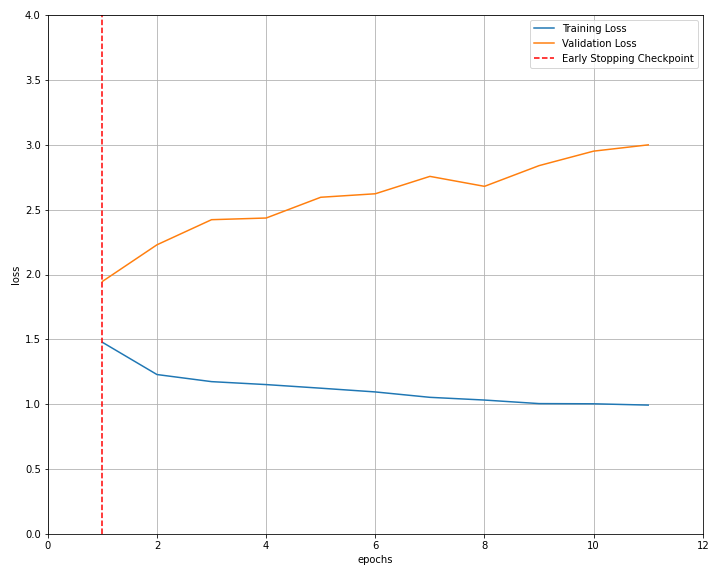 4.0
3.5
3.0
2.5
2.0
1.5
1.0
0.5
0.0
loss
Training Loss
Validation Loss
Early Stopping Checkpoint
0 2 4 6 8 10 12
epochs